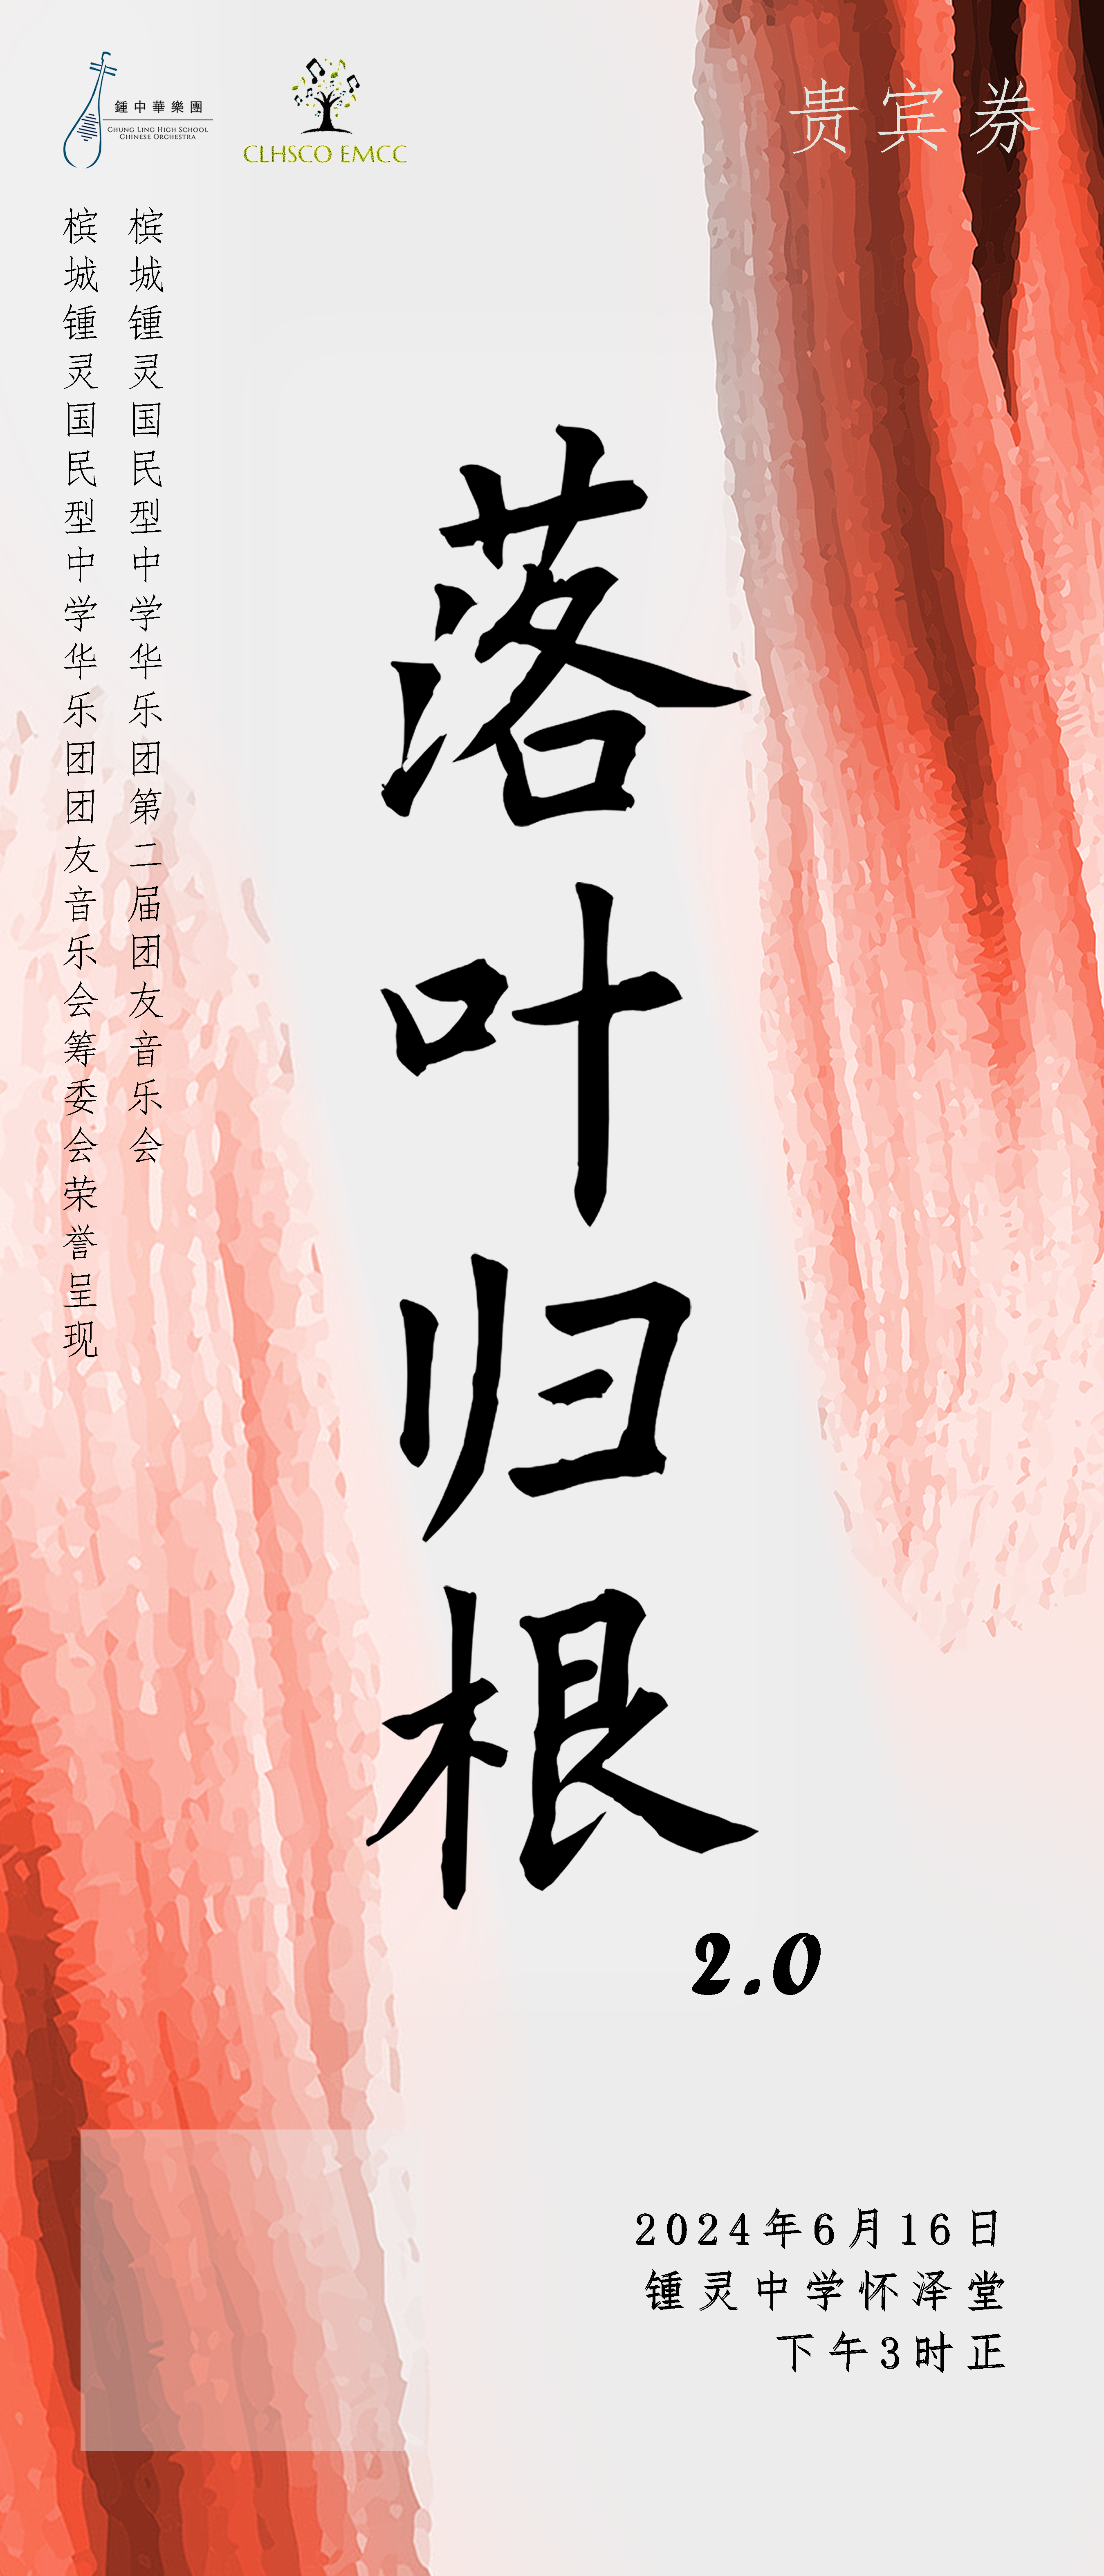 鍾中華樂團
CHUNG LING HIGH SCHOOL
CHINESE ORCHESTRA
CLHSCO EMCC
贵宾券
槟城锺灵国民型中学华乐团第二届团友音乐会
槟城锺灵国民型中学华乐团团友音乐会筹委会荣誉呈现
落叶归根
2.0
2024年6月16日
锺灵中学怀泽堂
下午3时正